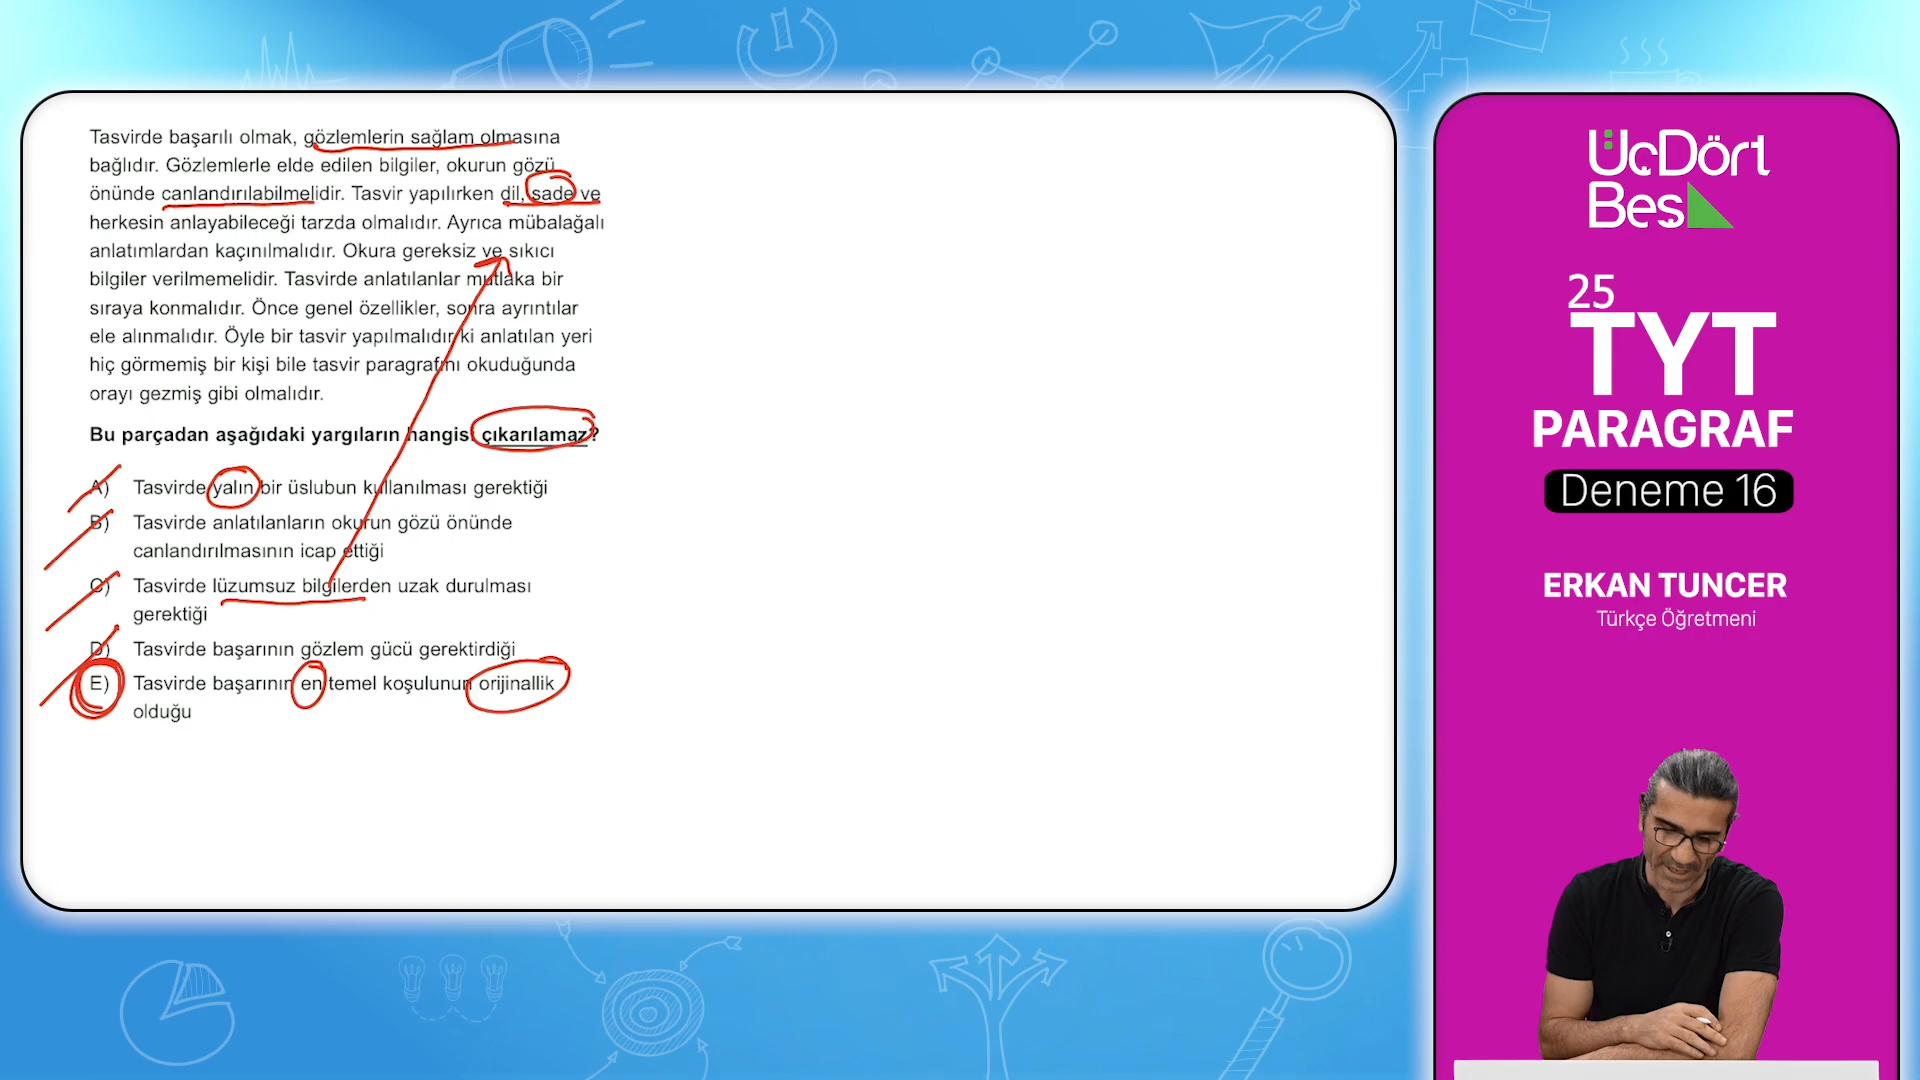 Tasvirde başarılı olmak, gözlemlerin sağlam olmasına
bağlıdır. Gözlemlerle elde edilen bilgiler, okurun gözü
önünde canlandırılabilmelidir. Tasvir yapılırken dil, sade ve
herkesin anlayabileceği tarzda olmalıdır. Ayrıca mübalağalı
anlatımlardan kaçınılmalıdır. Okura gereksiz ve sıkıcı
bilgiler verilmemelidir. Tasvirde anlatılanlar mutlaka bir
sıraya konmalıdır. Önce genel özellikler, sonra ayrıntılar
ele alınmalıdır. Öyle bir tasvir yapılmalıdır ki anlatılan yeri
hiç görmemiş bir kişi bile tasvir paragrafını okuduğunda
orayı gezmiş gibi olmalıdır.
Bu parçadan aşağıdaki yargıların hangisi çıkarılamaz?
A) Tasvirde yalın bir üslubun kullanılması gerektiği
B) Tasvirde anlatılanların okurun gözü önünde
canlandırılmasının icap ettiği
C) Tasvirde lüzumsuz bilgilerden uzak durulması
gerektiği
D) Tasvirde başarının gözlem gücü gerektirdiği
E) Tasvirde başarının en temel koşulunun orijinallik
olduğu
ÜçDört
Beş
25
TYT
PARAGRAF
Deneme 16
ERKAN TUNCER
Türkçe Öğretmeni